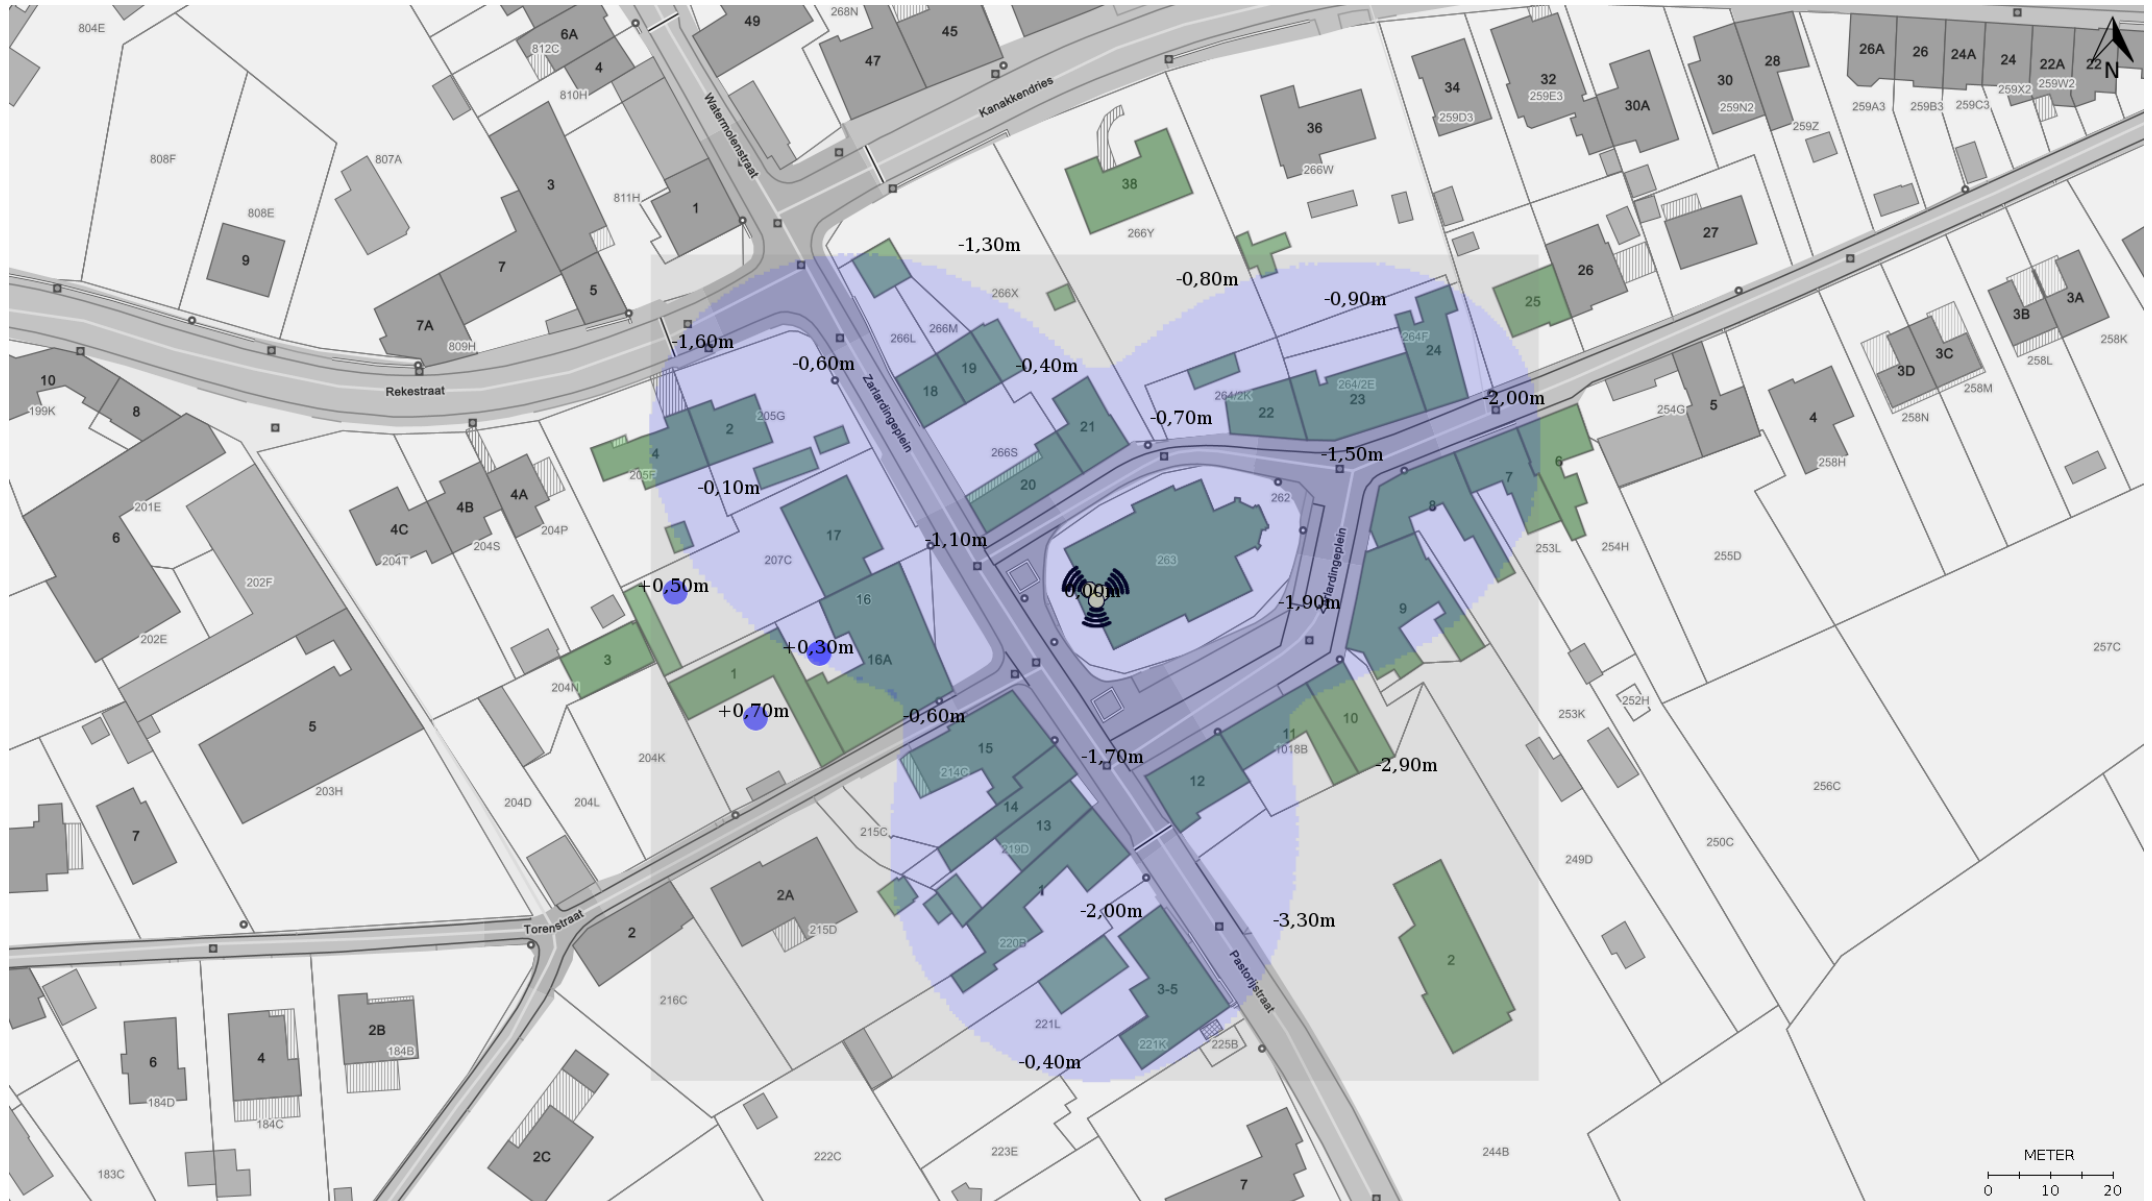 804E
6A
812C
4
810H
49
268N
47
45
Kanakkendries
Watermolenstraat
34
259D3
32
259E3
30A
30
259N2
28
259Z
26A
259A3
26
259B3
24A
259C3
24
259X2
22A
259W2
22
N
808F
807A
3
811H
1
808E
9
7
5
7A
809H
Rekestraat
36
266W
38
266Y
-1,30m
-0,80m
-0,90m
266X
266M
266L
-1,60m
-0,60m
Zarlardingeplein
-0,40m
18
19
25
26
27
3A
3B
258L
258K
3C
3D
258M
258N
264F
24
264/2E
23
264/2K
22
-2,00m
-0,70m
-1,50m
21
266S
20
10
199K
8
201E
6
202F
202E
205G
2
4
205F
-0,10m
4A
4B
4C
204P
204S
204T
17
207C
-1,10m
262
263
0,00m
-1,90m
Zarlardingeplein
7
8
6
253L
254H
254G
5
4
258H
255D
9
257C
+0,50m
+0,30m
16
16A
3
204N
1
+0,70m
-0,60m
204K
5
203H
204D
204L
7
15
214C
14
13
219D
215C
-1,70m
12
11
1018B
10
-2,90m
253K
252H
256C
250C
249D
2A
215D
1
220B
-2,00m
-3,30m
Pastorijstraat
2
3-5
221L
221K
225B
-0,40m
Torenstraat
2
216C
6
184D
4
184C
2B
184B
2C
183C
222C
223E
7
244B
METER
0 10 20